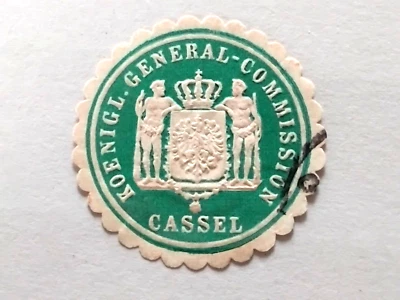 KOENIGL. GENERAL-COMMISSION
CASSEL